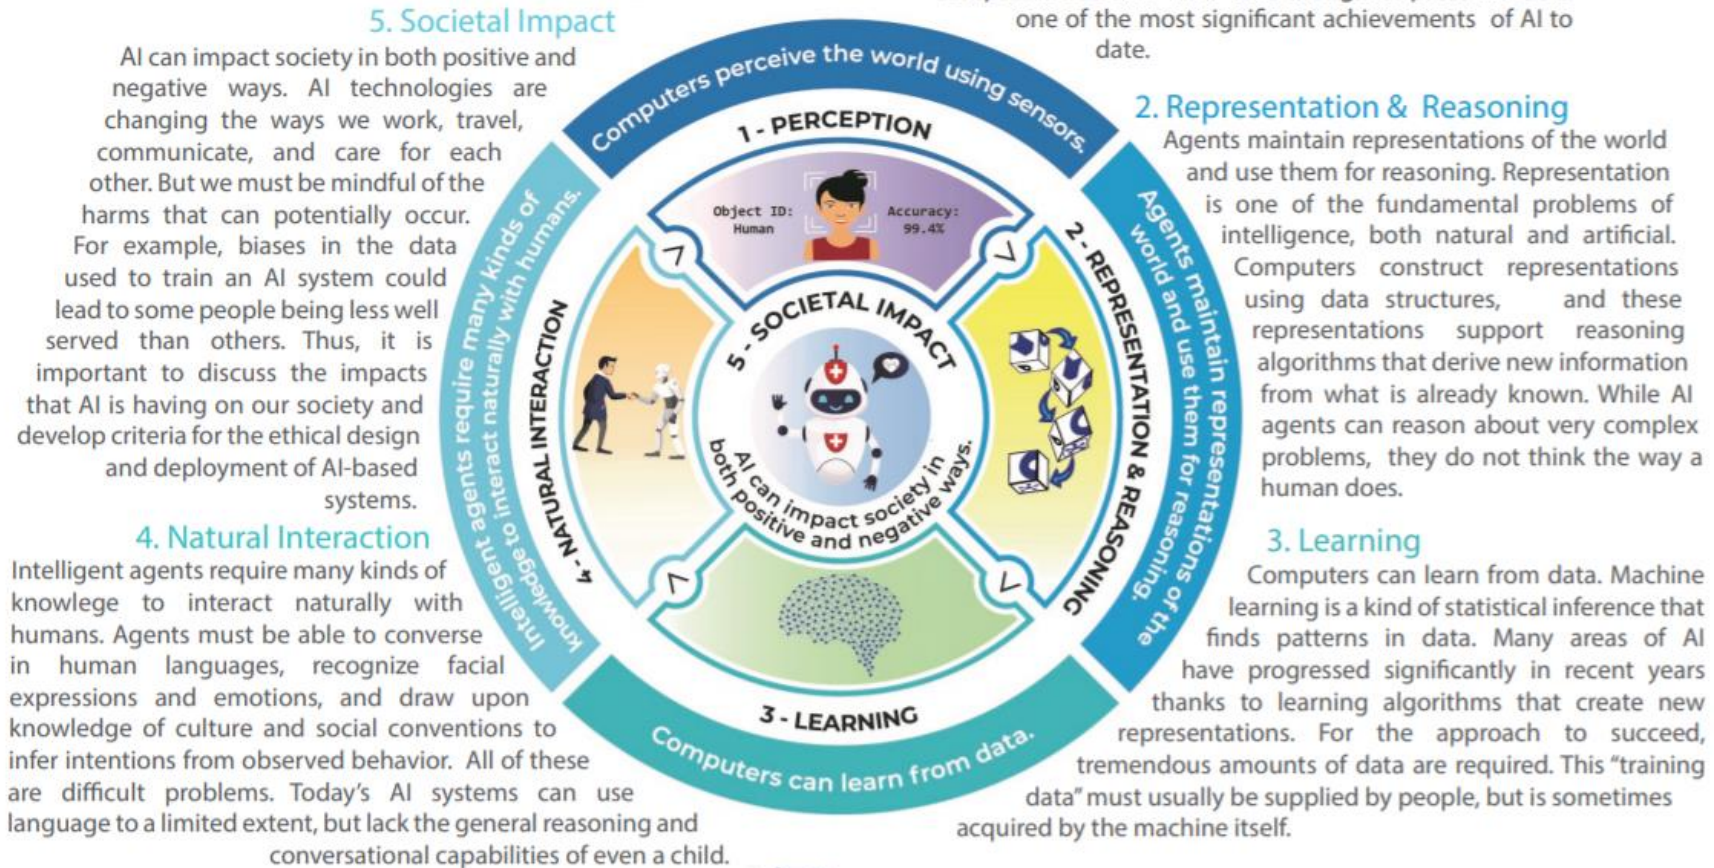 5. Societal Impact
AI can impact society in both positive and
negative ways. AI technologies are
changing the ways we work, travel,
communicate, and care for each
other. But we must be mindful of the
harms that can potentially occur.
For example, biases in the data
used to train an AI system could
lead to some people being less well
served than others. Thus, it is
important to discuss the impacts
that AI is having on our society and
develop criteria for the ethical design
and deployment of AI-based
systems.
4. Natural Interaction
Intelligent agents require many kinds of
knowlege to interact naturally with
humans. Agents must be able to converse
in human languages, recognize facial
expressions and emotions, and draw upon
knowledge of culture and social conventions to
infer intentions from observed behavior. All of these
are difficult problems. Today's AI systems can use
language to a limited extent, but lack the general reasoning and
conversational capabilities of even a child.
Computers perceive the world using sensors.
1 - PERCEPTION
Object ID:
Human
Accuracy:
99.4%
Agents maintain representations of the
world and use them for reasoning.
2 - REPRESENTATION & REASONING
Computers can learn from data.
3 - LEARNING
Intelligent agents require many kinds of
knowledge to interact naturally with humans.
4 - NATURAL INTERACTION
5 - SOCIETAL IMPACT
AI can impact society in
both positive and negative ways.
one of the most significant achievements of AI to
date.
2. Representation & Reasoning
Agents maintain representations of the world
and use them for reasoning. Representation
is one of the fundamental problems of
intelligence, both natural and artificial.
Computers construct representations
using data structures, and these
representations support reasoning
algorithms that derive new information
from what is already known. While AI
agents can reason about very complex
problems, they do not think the way a
human does.
3. Learning
Computers can learn from data. Machine
learning is a kind of statistical inference that
finds patterns in data. Many areas of AI
have progressed significantly in recent years
thanks to learning algorithms that create new
representations. For the approach to succeed,
tremendous amounts of data are required. This "training
data" must usually be supplied by people, but is sometimes
acquired by the machine itself.